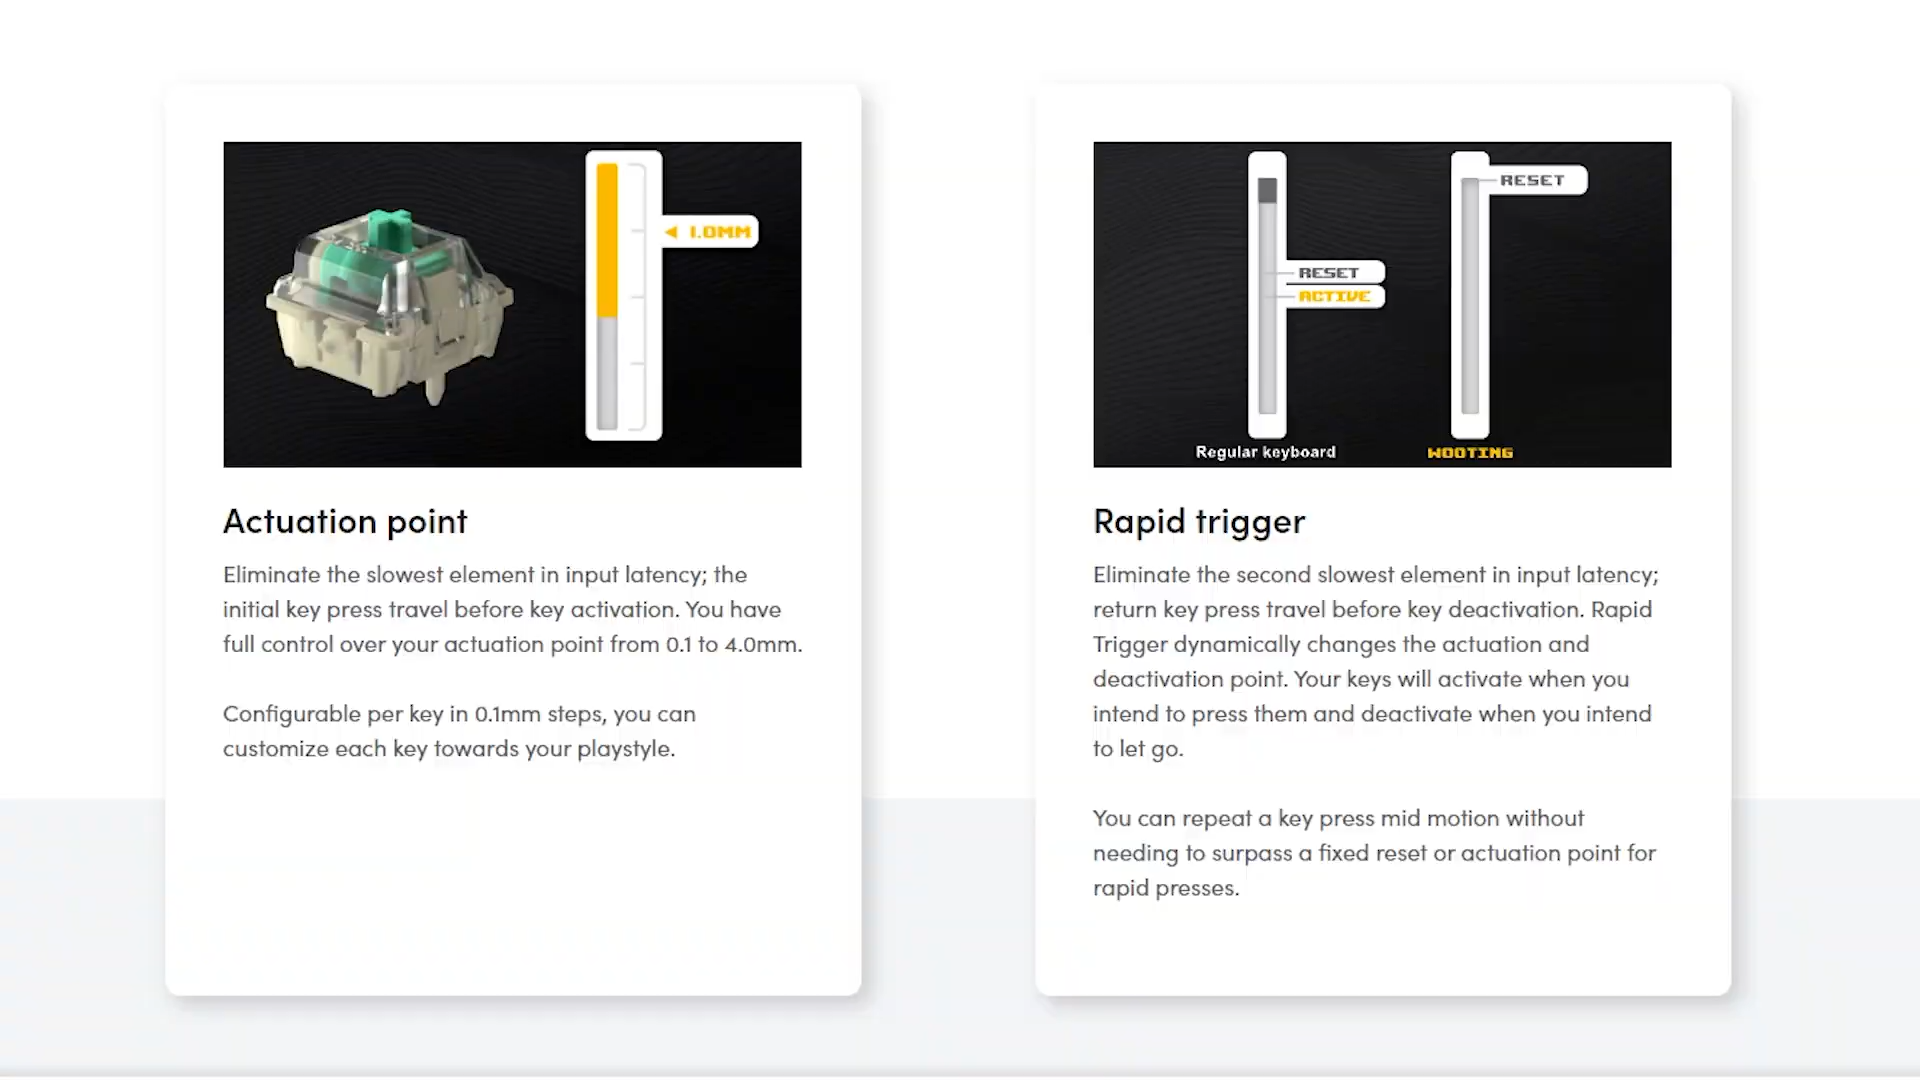 ◄ 1.0MM
Actuation point
Eliminate the slowest element in input latency; the
initial key press travel before key activation. You have
full control over your actuation point from 0.1 to 4.0mm.
Configurable per key in 0.1mm steps, you can
customize each key towards your playstyle.
RESET
RESET
ACTIVE
Regular keyboard
WOOTING
Rapid trigger
Eliminate the second slowest element in input latency;
return key press travel before key deactivation. Rapid
Trigger dynamically changes the actuation and
deactivation point. Your keys will activate when you
intend to press them and deactivate when you intend
to let go.
You can repeat a key press mid motion without
needing to surpass a fixed reset or actuation point for
rapid presses.